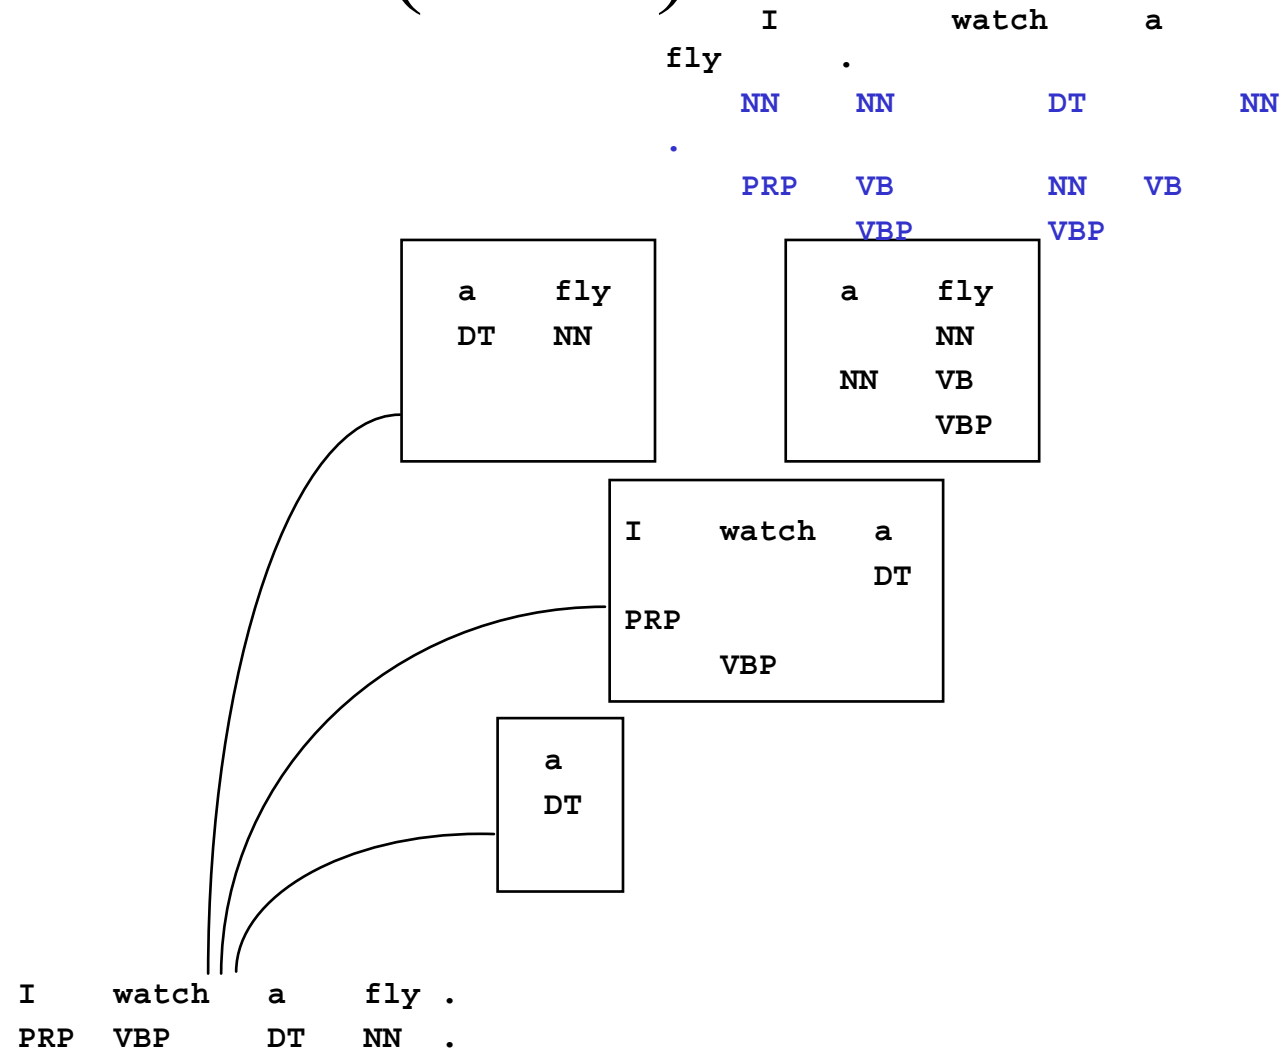 I watch a
fly .
NN NN DT NN
.
PRP VB NN VB
VBP VBP
a fly
DT NN
a fly
NN
NN VB
VBP
I watch a
DT
PRP
VBP
a
DT
I watch a fly .
PRP VBP DT NN .